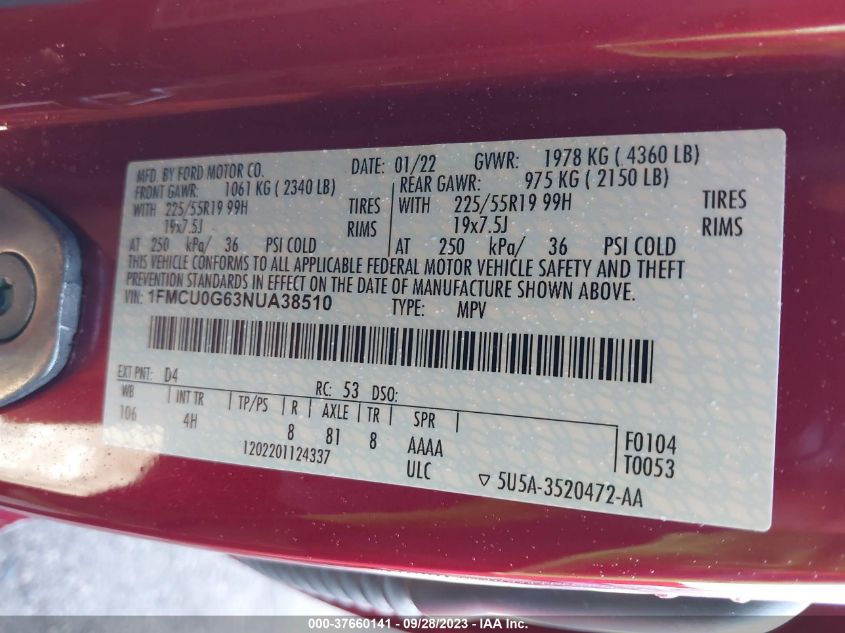 MFD. BY FORD MOTOR CO. DATE: 01/22 GVWR: 1978 KG ( 4360 LB)
FRONT GAWR: 1061 KG ( 2340 LB) REAR GAWR: 975 KG ( 2150 LB)
WITH 225/55R19 99H TIRES WITH 225/55R19 99H TIRES
19x7.5J RIMS 19x7.5J RIMS
AT 250 kPa/ 36 PSI COLD AT 250 kPa/ 36 PSI COLD
THIS VEHICLE CONFORMS TO ALL APPLICABLE FEDERAL MOTOR VEHICLE SAFETY AND THEFT
PREVENTION STANDARDS IN EFFECT ON THE DATE OF MANUFACTURE SHOWN ABOVE.
VIN: 1FMCU0G63NUA38510 TYPE: MPV
EXT PNT: D4 RC: 53 DSO:
WB INT TR TP/PS R AXLE TR SPR
106 4H 8 81 8 AAAA F0104
1202201124337 ULC T0053
▽ 5U5A-3520472-AA
000-37660141 - 09/28/2023 - IAA Inc.